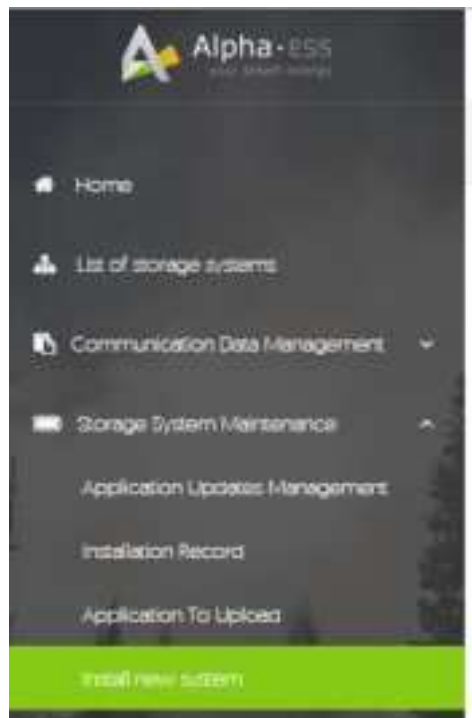 Alpha·ESS
Home
List of storage systems
Communication Data Management
Storage System Maintenance
Application Updates Management
Installation Record
Application To Upload
Install new system